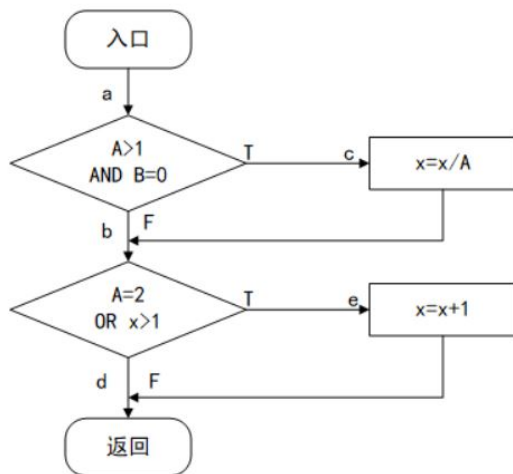 入口
a
A>1
AND B=0
T
c
x=x/A
b
F
A=2
OR x>1
T
e
x=x+1
d
F
返回